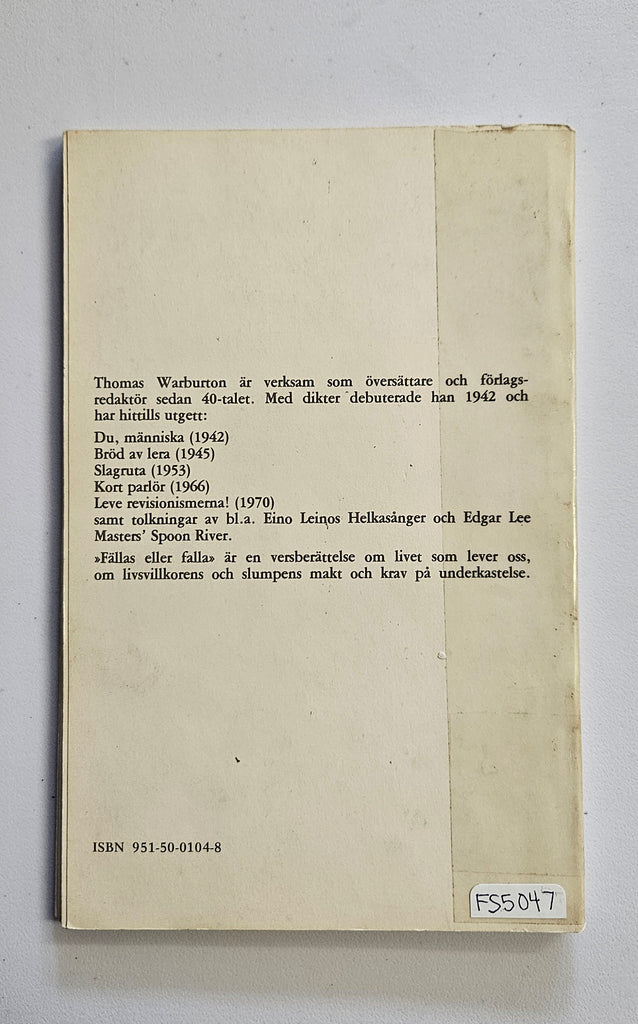 Thomas Warburton är verksam som översättare och förlags-
redaktör sedan 40-talet. Med dikter debuterade han 1942 och
har hittills utgett:
Du, människa (1942)
Bröd av lera (1945)
Slagruta (1953)
Kort parlör (1966)
Leve revisionismerna! (1970)
samt tolkningar av bl.a. Eino Leinos Helkasånger och Edgar Lee
Masters' Spoon River.
»Fällas eller falla» är en versberättelse om livet som lever oss,
om livsvillkorens och slumpens makt och krav på underkastelse.
ISBN 951-50-0104-8
FS5047